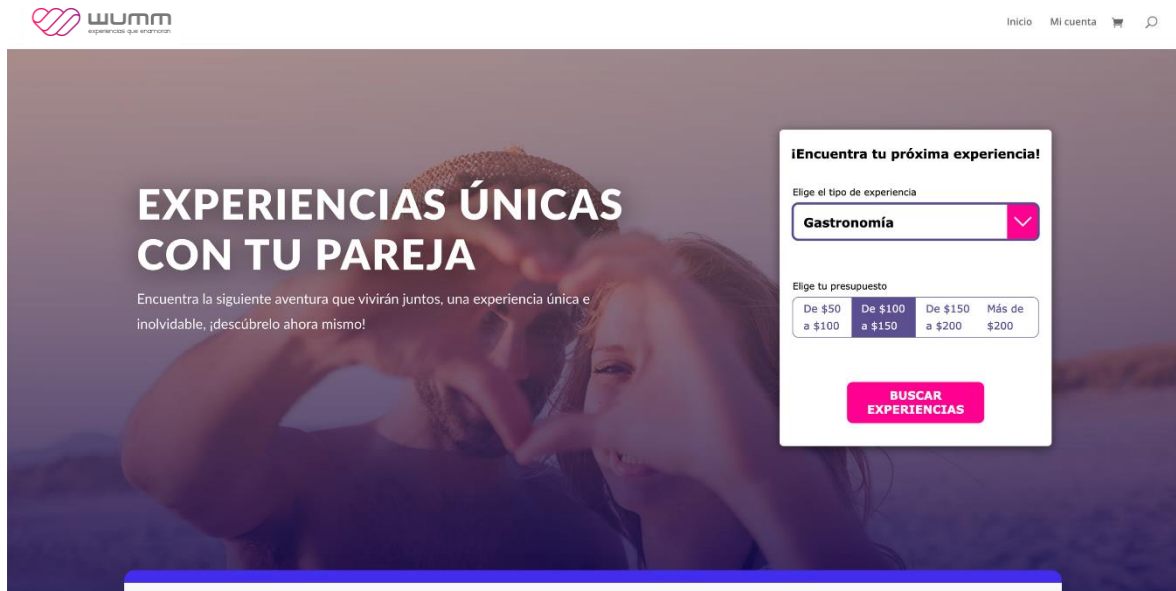 wumm
experiencias que enamoran
Inicio Mi cuenta
EXPERIENCIAS ÚNICAS
CON TU PAREJA
Encuentra la siguiente aventura que vivirán juntos, una experiencia única e
inolvidable, ¡descúbrelo ahora mismo!
¡Encuentra tu próxima experiencia!
Elige el tipo de experiencia
Gastronomía
Elige tu presupuesto
De $50 De $100 De $150 Más de
a $100 a $150 a $200 $200
BUSCAR
EXPERIENCIAS